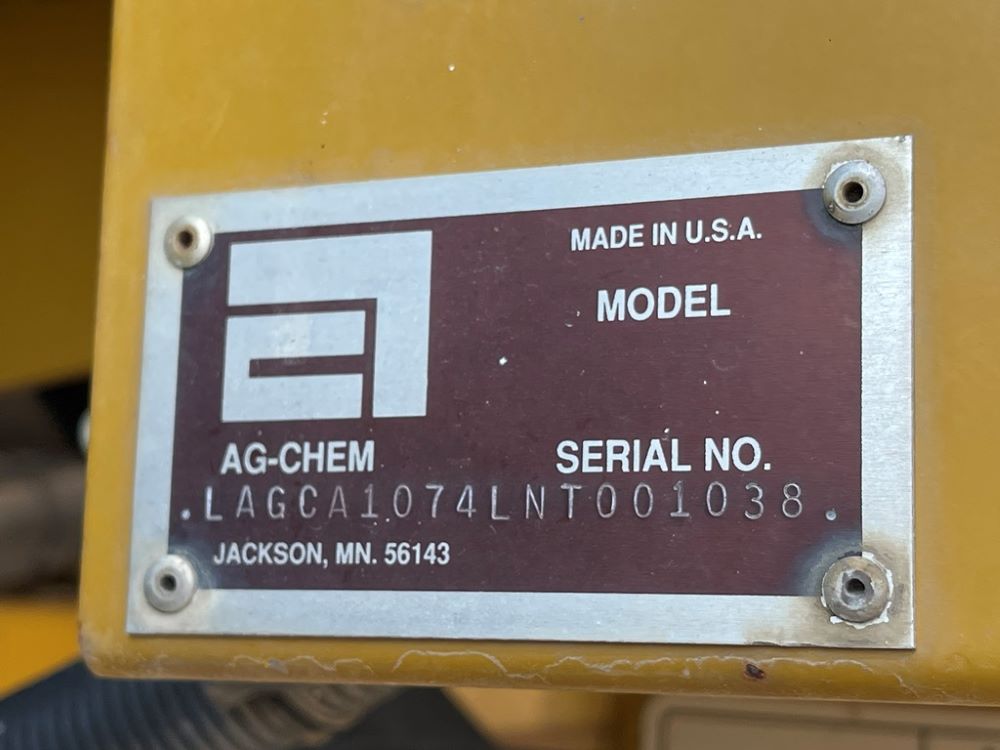 MADE IN U.S.A.
MODEL
AG-CHEM
SERIAL NO.
.LAGCA1074LNT001038.
JACKSON, MN. 56143